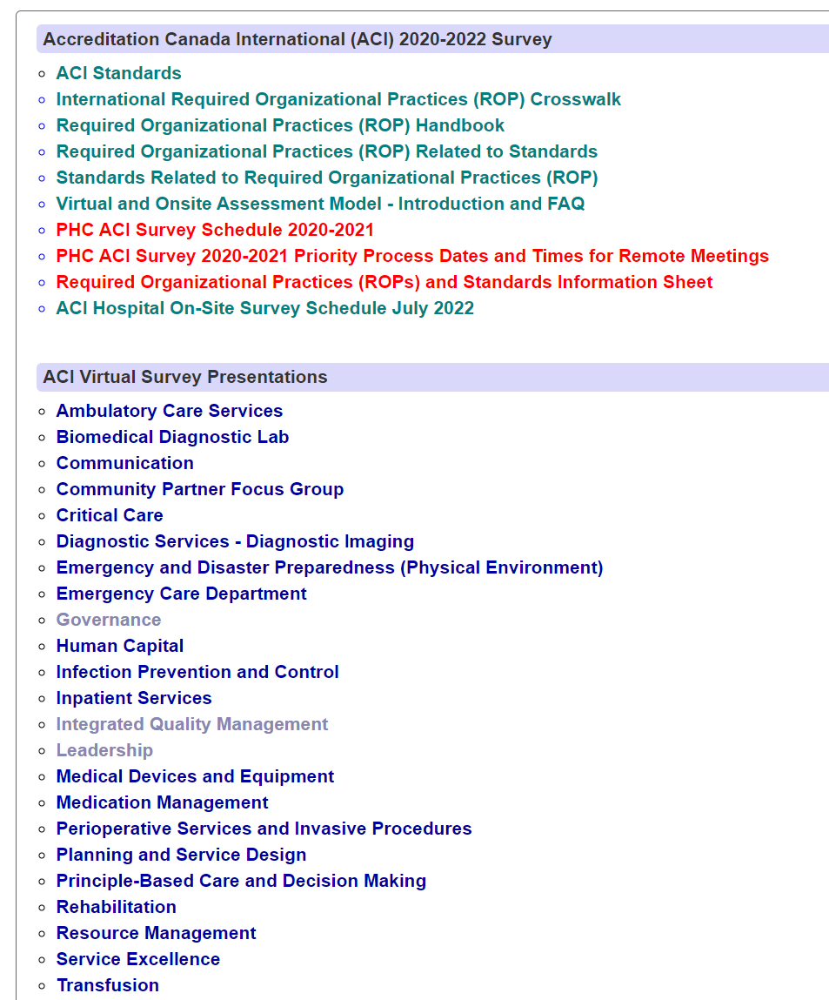 Accreditation Canada International (ACI) 2020-2022 Survey
ACI Standards
International Required Organizational Practices (ROP) Crosswalk
Required Organizational Practices (ROP) Handbook
Required Organizational Practices (ROP) Related to Standards
Standards Related to Required Organizational Practices (ROP)
Virtual and Onsite Assessment Model - Introduction and FAQ
PHC ACI Survey Schedule 2020-2021
PHC ACI Survey 2020-2021 Priority Process Dates and Times for Remote Meetings
Required Organizational Practices (ROPs) and Standards Information Sheet
ACI Hospital On-Site Survey Schedule July 2022
ACI Virtual Survey Presentations
Ambulatory Care Services
Biomedical Diagnostic Lab
Communication
Community Partner Focus Group
Critical Care
Diagnostic Services - Diagnostic Imaging
Emergency and Disaster Preparedness (Physical Environment)
Emergency Care Department
Governance
Human Capital
Infection Prevention and Control
Inpatient Services
Integrated Quality Management
Leadership
Medical Devices and Equipment
Medication Management
Perioperative Services and Invasive Procedures
Planning and Service Design
Principle-Based Care and Decision Making
Rehabilitation
Resource Management
Service Excellence
Transfusion